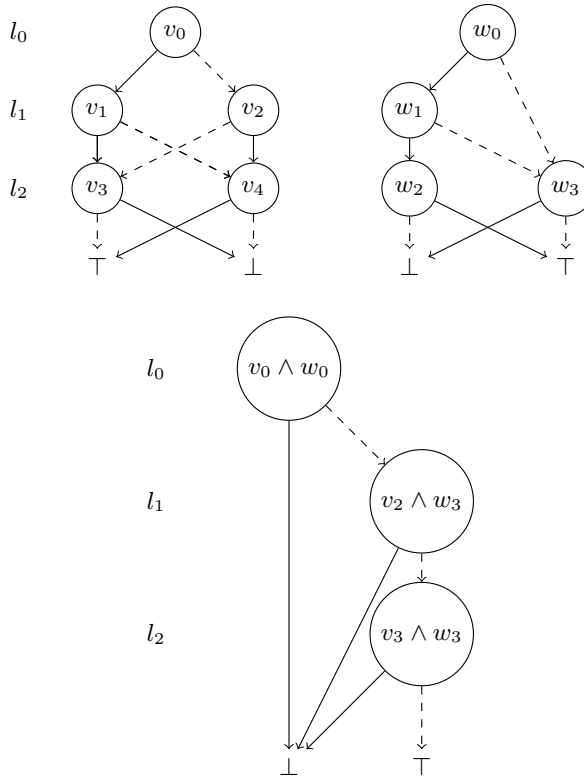 l₀ v₀ w₀
l₁ v₁ v₂ w₁
l₂ v₃ v₄ w₂ w₃
⊤ ⊥ ⊥ ⊤
l₀ v₀ ∧ w₀
l₁ v₂ ∧ w₃
l₂ v₃ ∧ w₃
⊥ ⊤